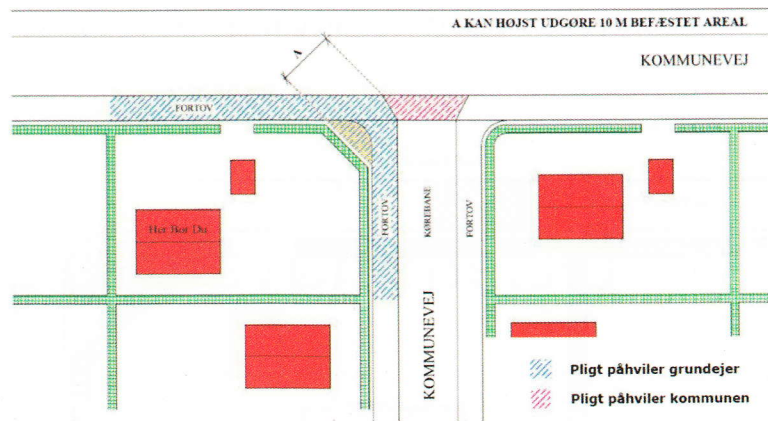 A KAN HØJST UDGØRE 10 M BEFÆSTET AREAL
KOMMUNEVEJ
A
FORTOV
FORTOV
KØREBANE
FORTOV
Her Bor Du
KOMMUNEVEJ
Pligt påhviler grundejer
Pligt påhviler kommunen